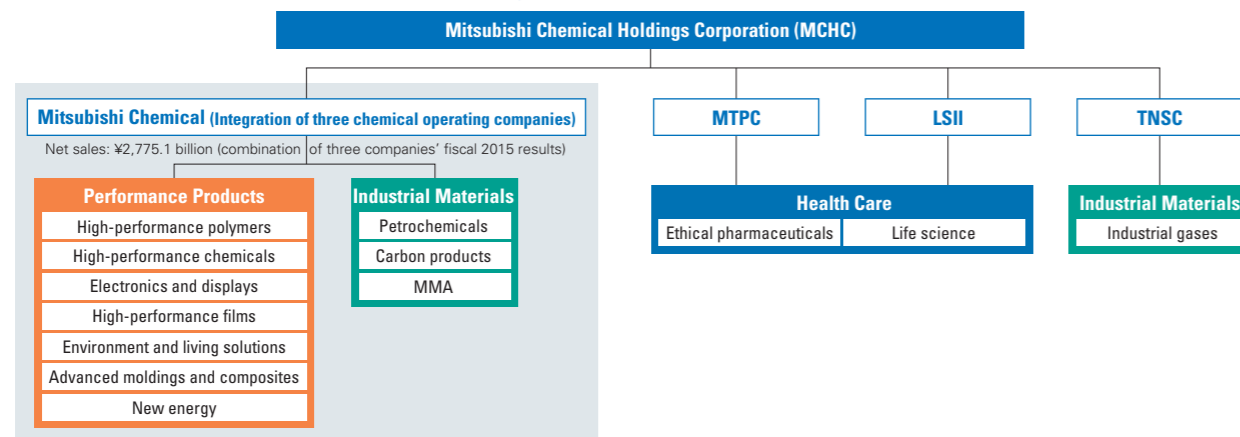 Mitsubishi Chemical Holdings Corporation (MCHC)
Mitsubishi Chemical (Integration of three chemical operating companies)
Net sales: ¥2,775.1 billion (combination of three companies’ fiscal 2015 results)
Performance Products
High-performance polymers
High-performance chemicals
Electronics and displays
High-performance films
Environment and living solutions
Advanced moldings and composites
New energy
Industrial Materials
Petrochemicals
Carbon products
MMA
MTPC
LSII
TNSC
Health Care
Ethical pharmaceuticals
Life science
Industrial Materials
Industrial gases